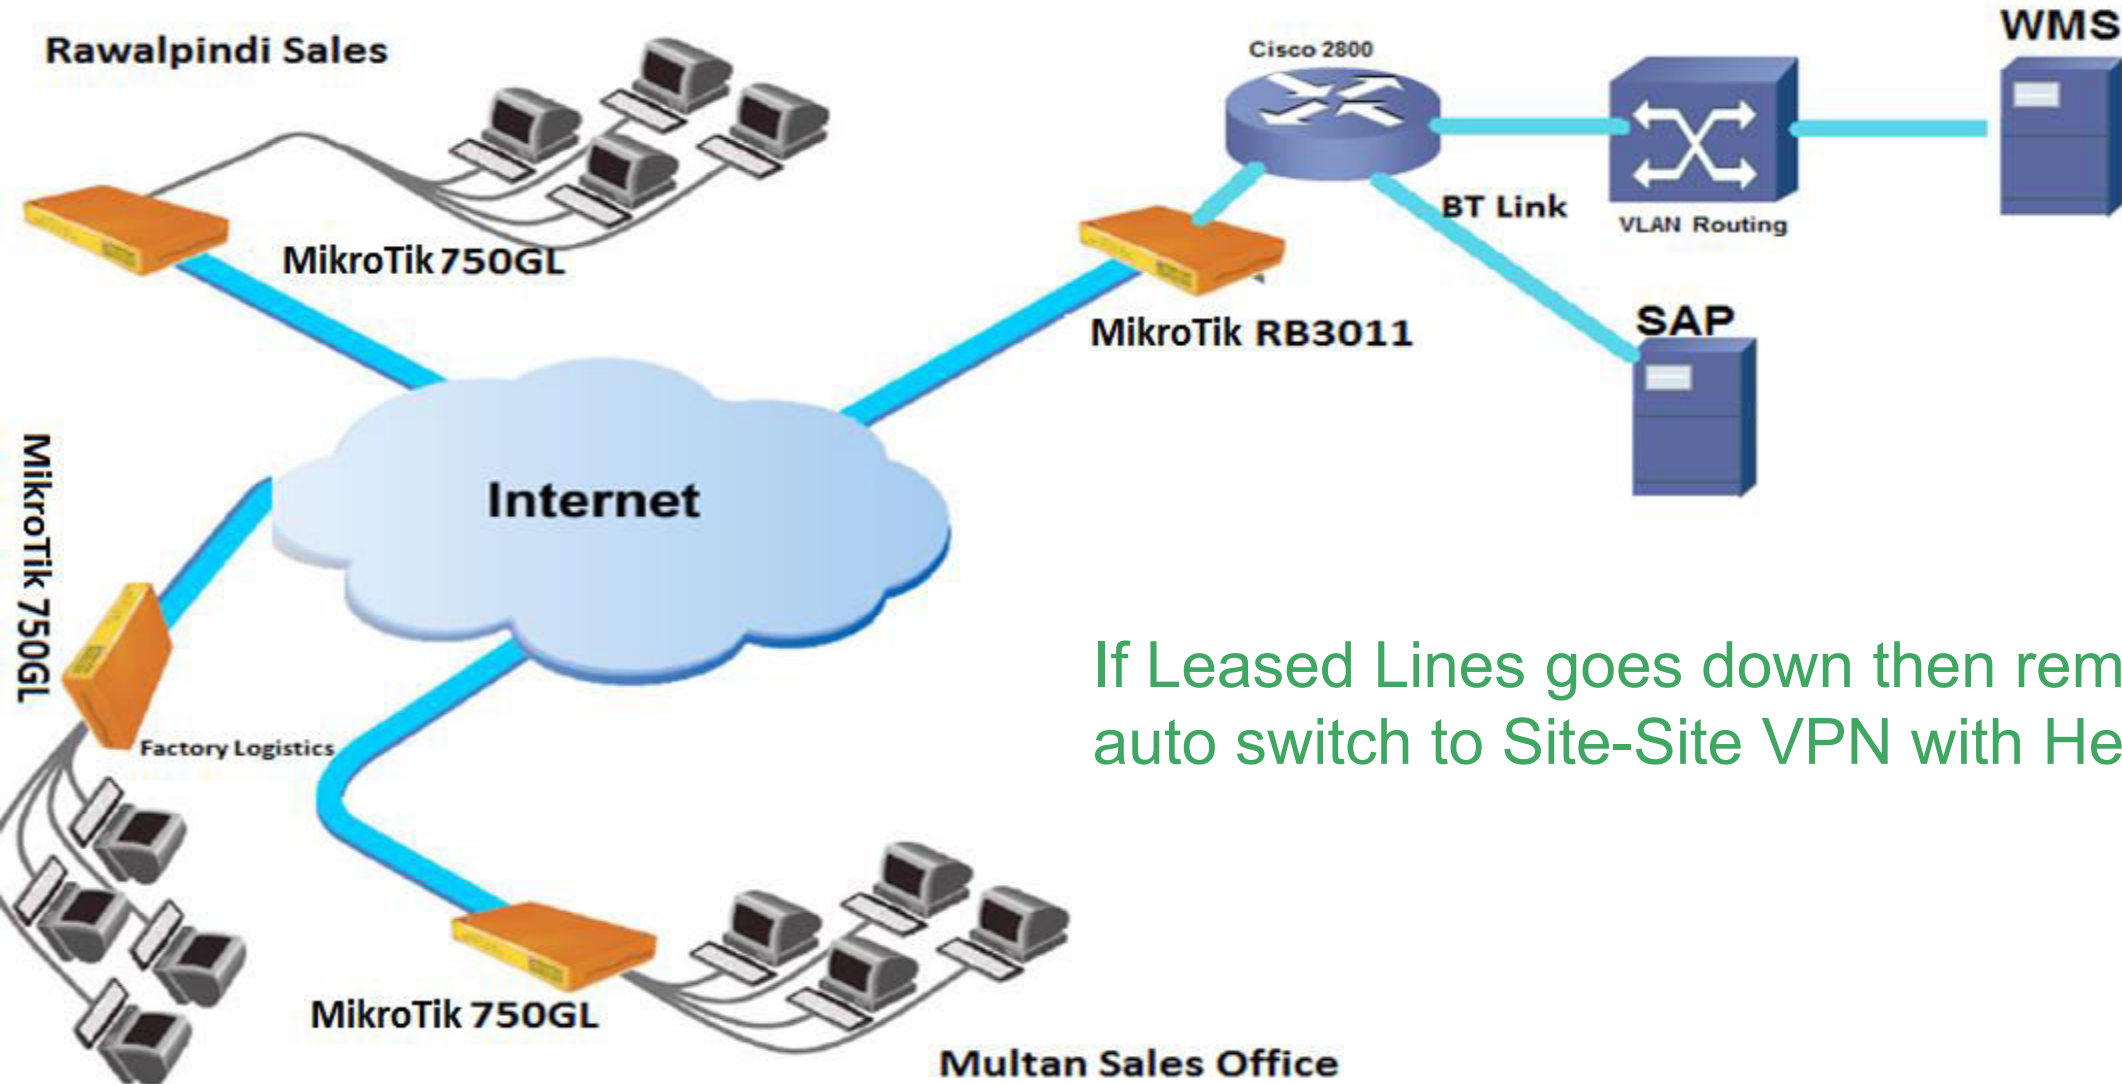 Rawalpindi Sales
MikroTik 750GL
Cisco 2800
WMS
BT Link
VLAN Routing
MikroTik RB3011
SAP
Internet
MikroTik 750GL
Factory Logistics
If Leased Lines goes down then rem
auto switch to Site-Site VPN with He
MikroTik 750GL
Multan Sales Office